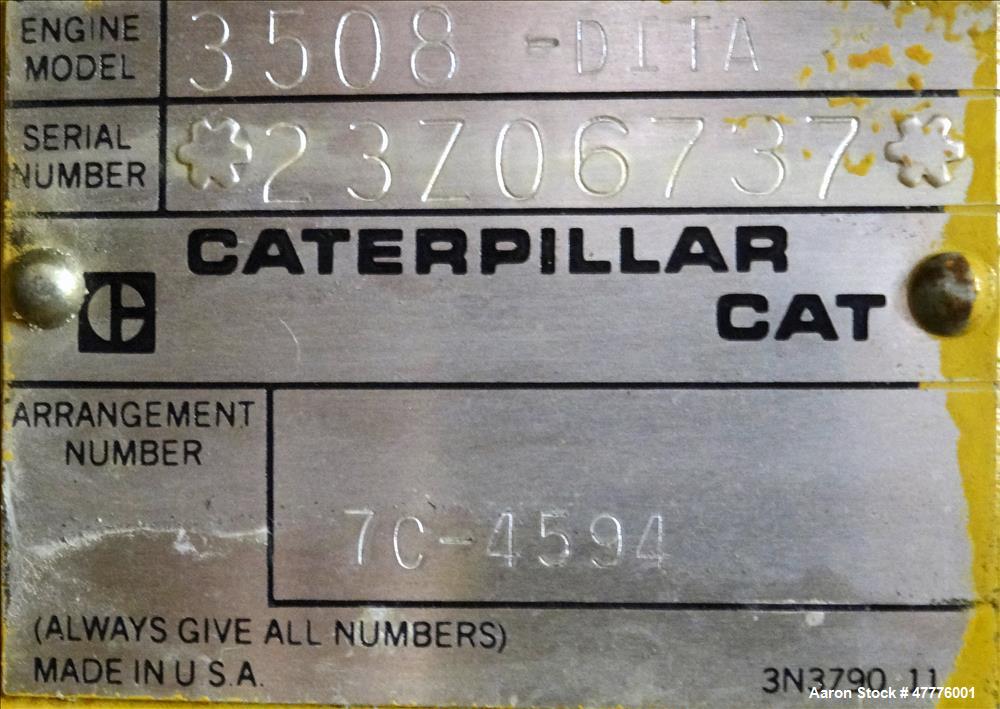 ENGINE MODEL 3508 -DITA
SERIAL NUMBER *23Z06737*
CATERPILLAR
CAT
ARRANGEMENT
NUMBER
7C-4594
(ALWAYS GIVE ALL NUMBERS)
MADE IN U.S.A.
3N3790 11
Aaron Stock # 47776001